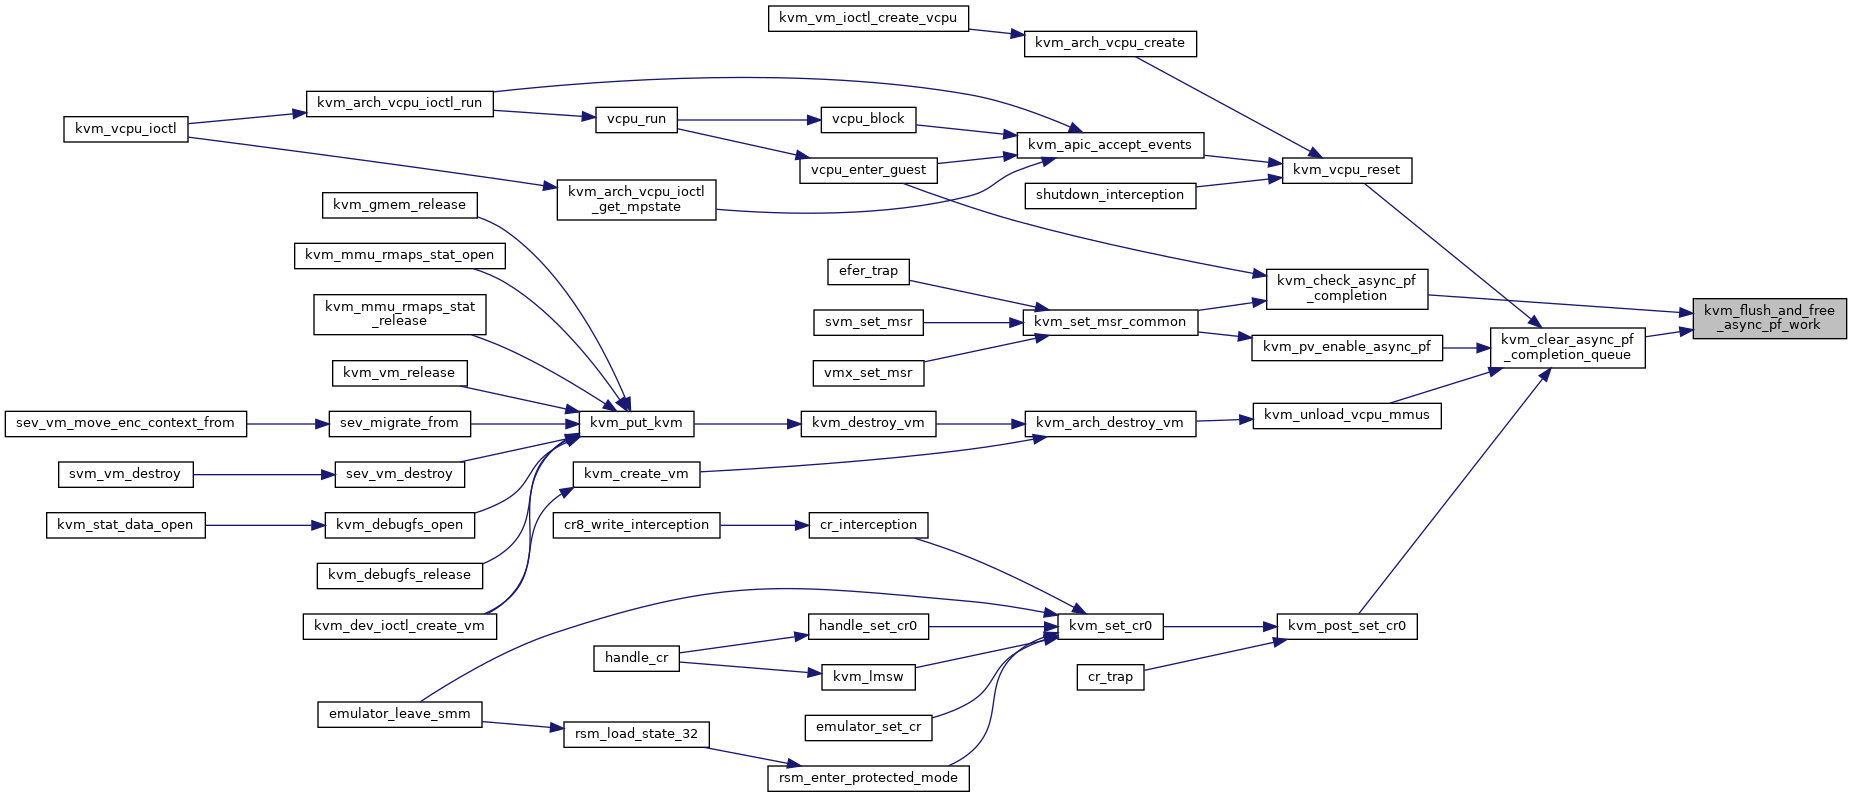 kvm_vm_ioctl_create_vcpu
kvm_arch_vcpu_create
kvm_arch_vcpu_ioctl_run
kvm_vcpu_ioctl
vcpu_run
vcpu_block
kvm_apic_accept_events
vcpu_enter_guest
kvm_vcpu_reset
kvm_arch_vcpu_ioctl
_get_mpstate
shutdown_interception
kvm_gmem_release
kvm_mmu_rmaps_stat_open
efer_trap
kvm_check_async_pf
_completion
kvm_mmu_rmaps_stat
_release
svm_set_msr
kvm_set_msr_common
kvm_flush_and_free
_async_pf_work
kvm_pv_enable_async_pf
kvm_clear_async_pf
_completion_queue
kvm_vm_release
vmx_set_msr
kvm_unload_vcpu_mmus
sev_vm_move_enc_context_from
sev_migrate_from
kvm_put_kvm
kvm_destroy_vm
kvm_arch_destroy_vm
svm_vm_destroy
sev_vm_destroy
kvm_create_vm
kvm_stat_data_open
kvm_debugfs_open
cr8_write_interception
cr_interception
kvm_debugfs_release
kvm_dev_ioctl_create_vm
handle_set_cr0
kvm_set_cr0
kvm_post_set_cr0
handle_cr
kvm_lmsw
cr_trap
emulator_leave_smm
emulator_set_cr
rsm_load_state_32
rsm_enter_protected_mode